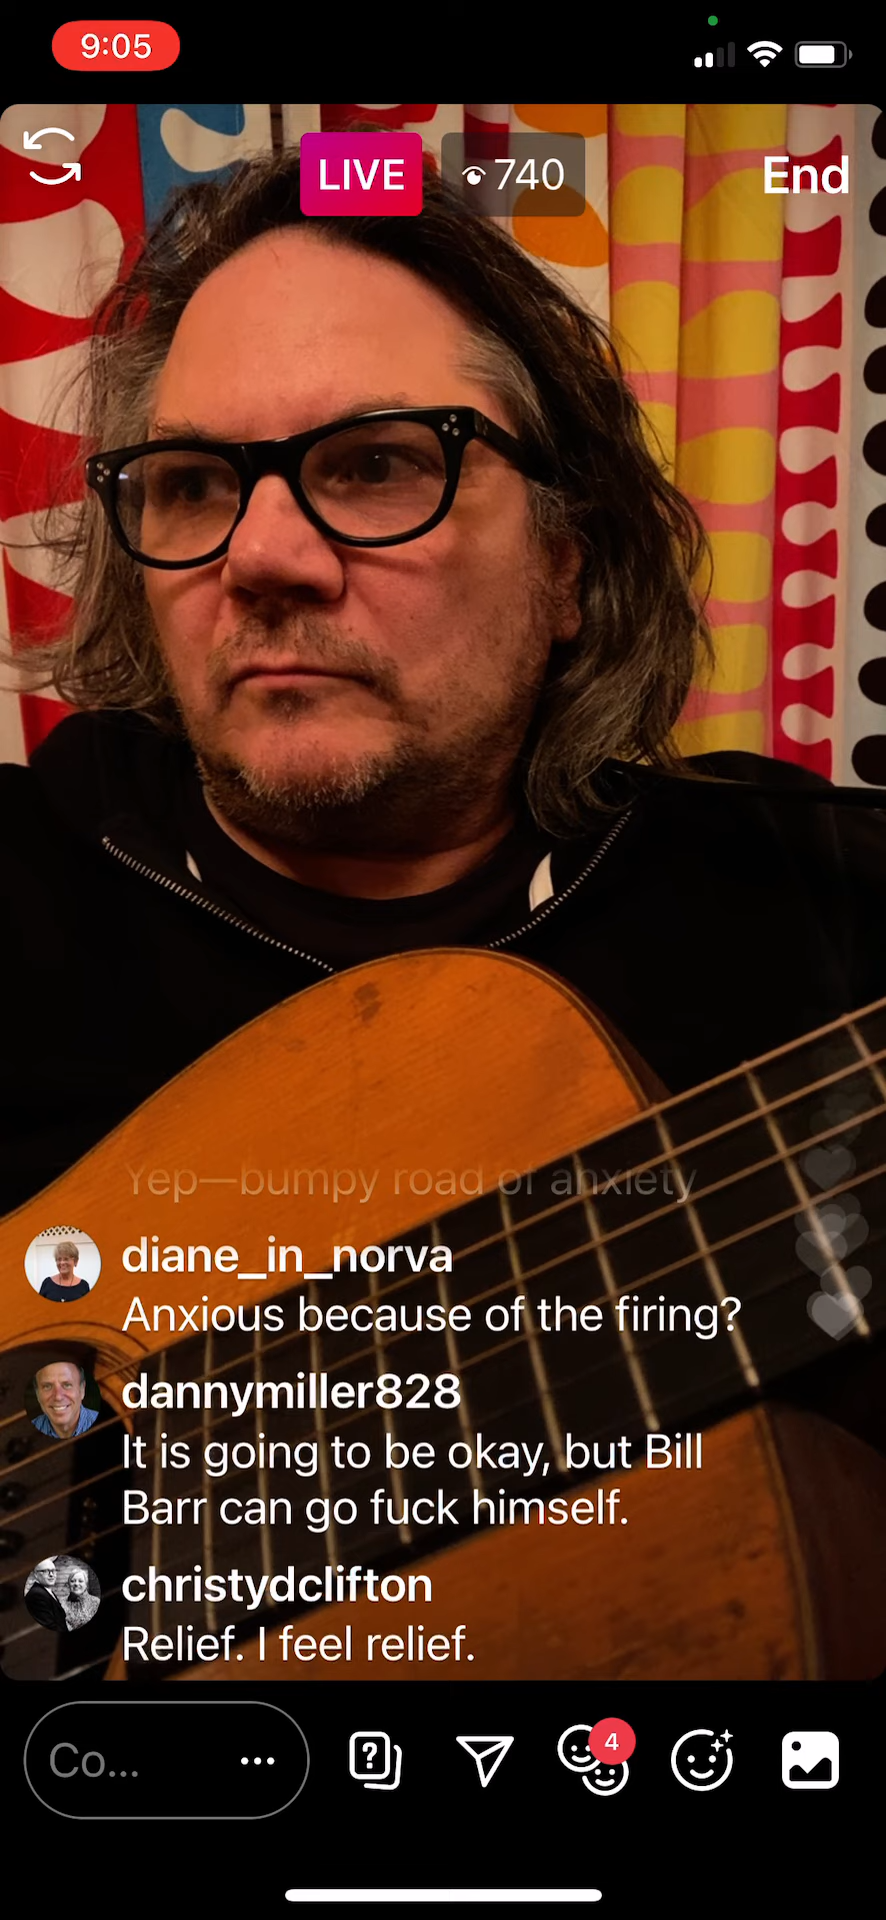 9:05
LIVE
740
End
Yep—bumpy road of anxiety
diane_in_norva
Anxious because of the firing?
dannymiller828
It is going to be okay, but Bill
Barr can go fuck himself.
christydclifton
Relief. I feel relief.
Co...
4